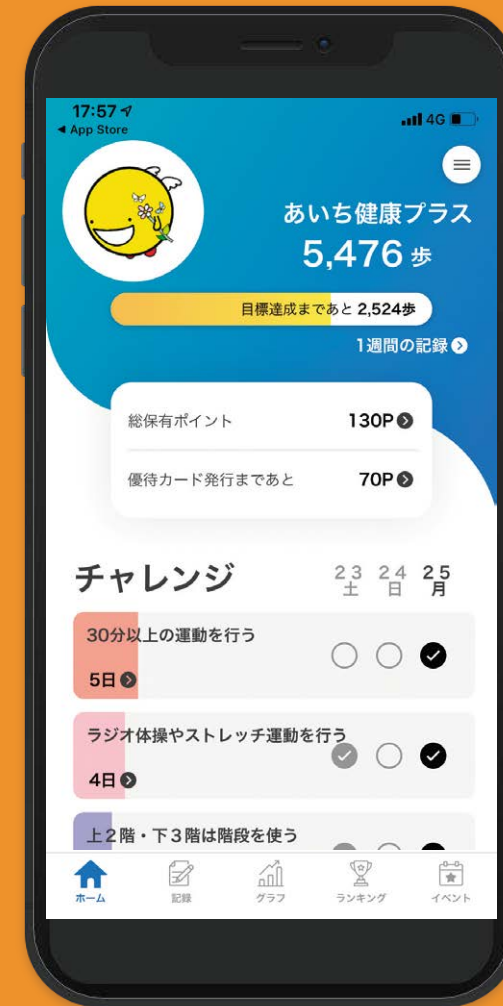 17:57
4G
◀ App Store
あいち健康プラス
5,476 歩
目標達成まであと 2,524歩
1週間の記録
総保有ポイント 130P
優待カード発行まであと 70P
チャレンジ
23 24 25
土 日 月
30分以上の運動を行う
5日
ラジオ体操やストレッチ運動を行う
4日
上2階・下3階は階段を使う
ホーム 記録 グラフ ランキング イベント